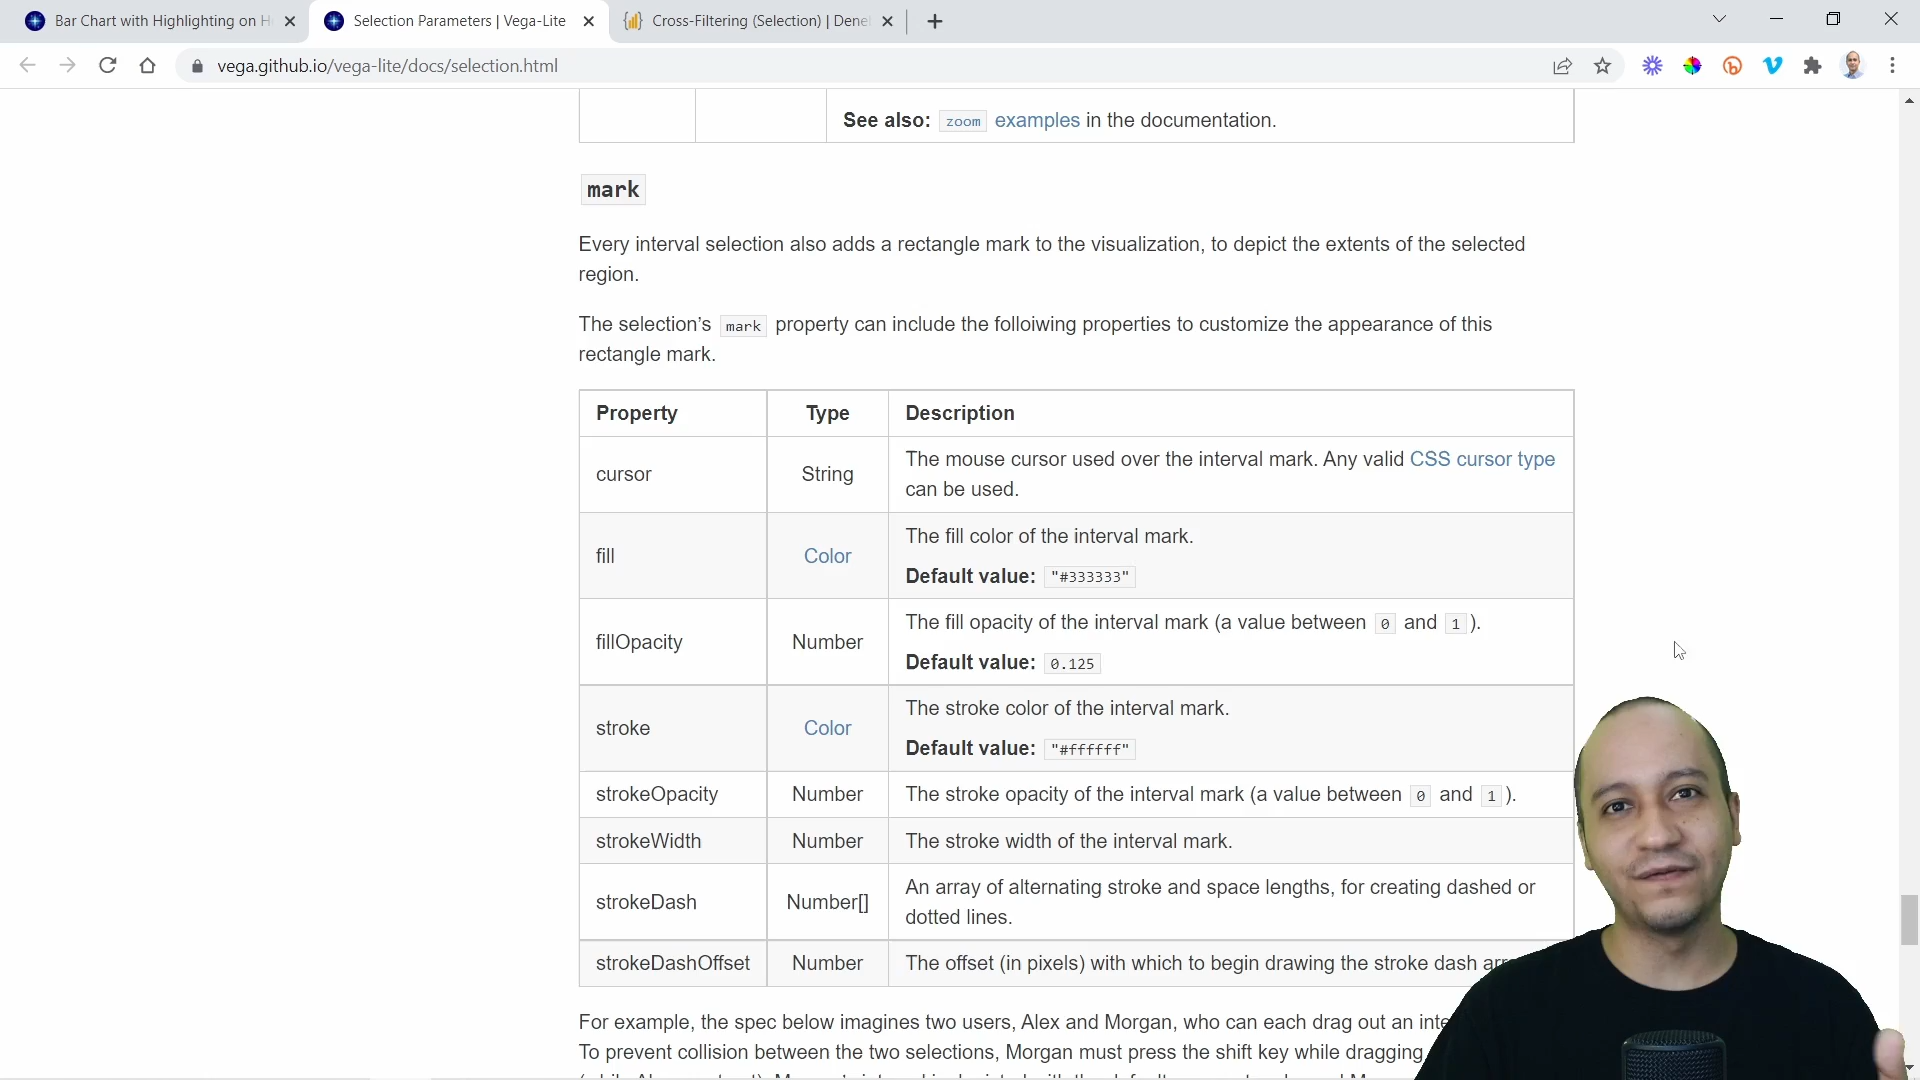 Bar Chart with Highlighting on H
Selection Parameters | Vega-Lite
Cross-Filtering (Selection) | Dene
vega.github.io/vega-lite/docs/selection.html
See also: zoom examples in the documentation.
mark
Every interval selection also adds a rectangle mark to the visualization, to depict the extents of the selected
region.
The selection’s mark property can include the folloiwing properties to customize the appearance of this
rectangle mark.
Property Type Description
cursor String The mouse cursor used over the interval mark. Any valid CSS cursor type
can be used.
fill Color The fill color of the interval mark.
Default value: "#333333"
fillOpacity Number The fill opacity of the interval mark (a value between 0 and 1 ).
Default value: 0.125
stroke Color The stroke color of the interval mark.
Default value: "#ffffff"
strokeOpacity Number The stroke opacity of the interval mark (a value between 0 and 1 ).
strokeWidth Number The stroke width of the interval mark.
strokeDash Number[] An array of alternating stroke and space lengths, for creating dashed or
dotted lines.
strokeDashOffset Number The offset (in pixels) with which to begin drawing the stroke dash
For example, the spec below imagines two users, Alex and Morgan, who can each drag out an
To prevent collision between the two selections, Morgan must press the shift key while dragging